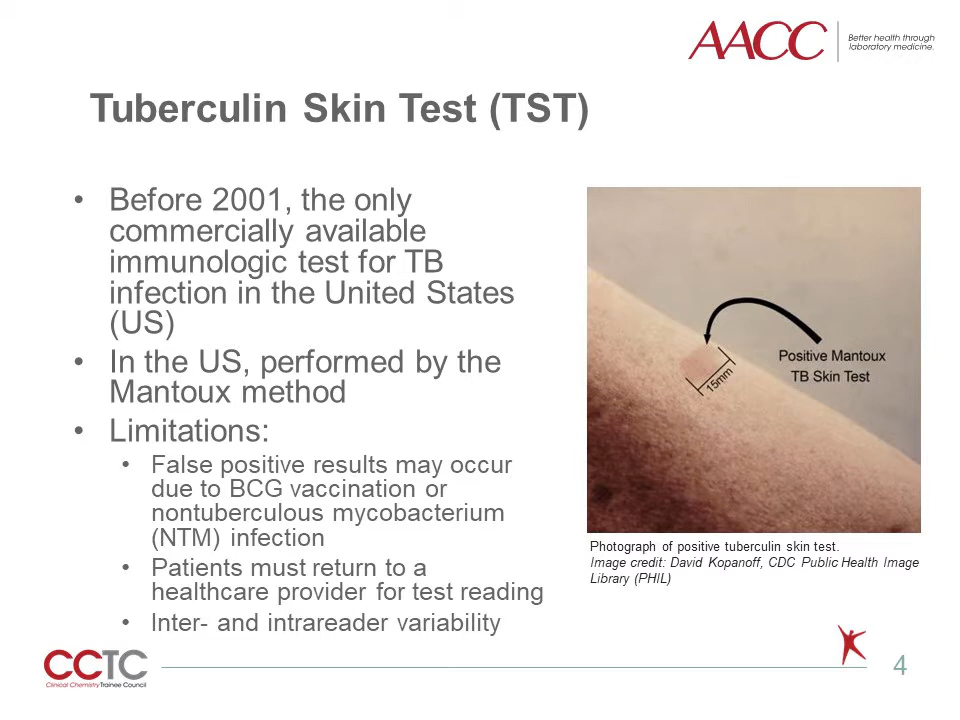 AACC
Better health through
laboratory medicine.
Tuberculin Skin Test (TST)
• Before 2001, the only
commercially available
immunologic test for TB
infection in the United States
(US)
• In the US, performed by the
Mantoux method
• Limitations:
• False positive results may occur
due to BCG vaccination or
nontuberculous mycobacterium
(NTM) infection
• Patients must return to a
healthcare provider for test reading
• Inter- and intrareader variability
Positive Mantoux
TB Skin Test
15mm
Photograph of positive tuberculin skin test.
Image credit: David Kopanoff, CDC Public Health Image
Library (PHIL)
CCTC
Clinical Chemistry Trainee Council
4